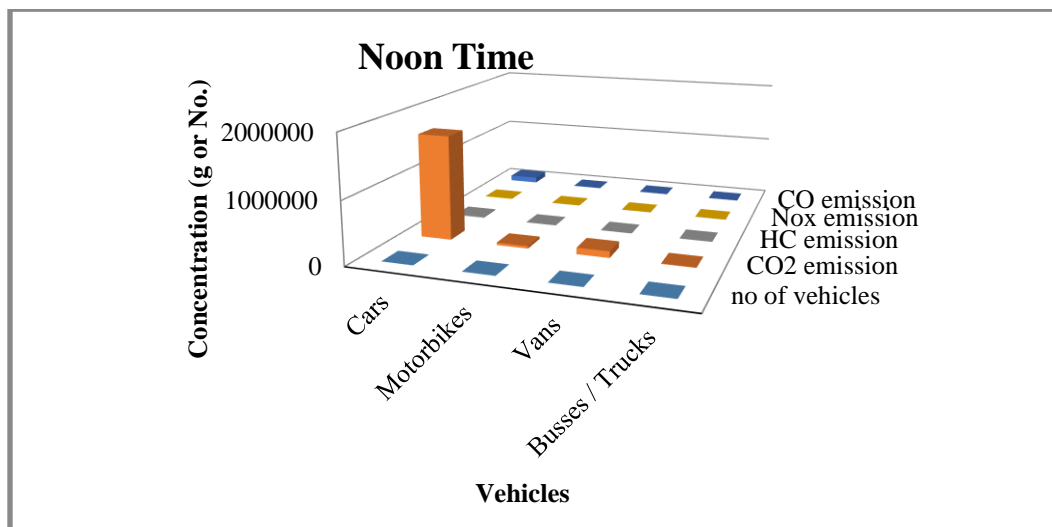 Noon Time
Concentration (g or No.)
2000000
1000000
0
CO emission
Nox emission
HC emission
CO2 emission
no of vehicles
Cars
Motorbikes
Vans
Busses / Trucks
Vehicles